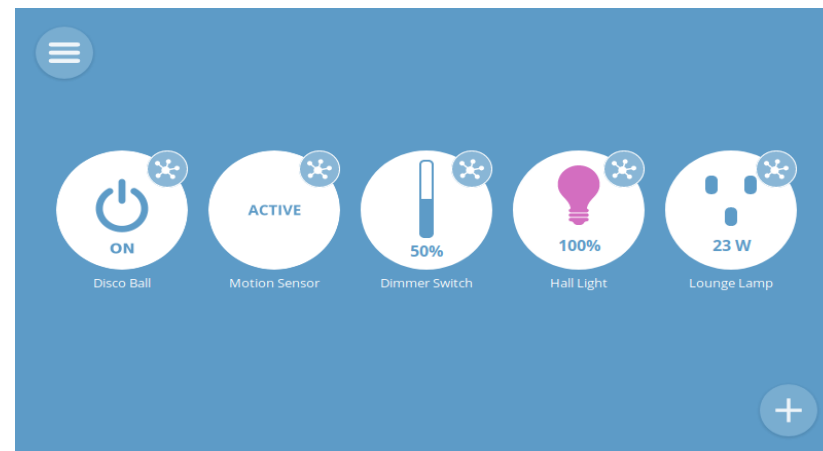 ON
ACTIVE
50%
100%
23 W
Disco Ball
Motion Sensor
Dimmer Switch
Hall Light
Lounge Lamp